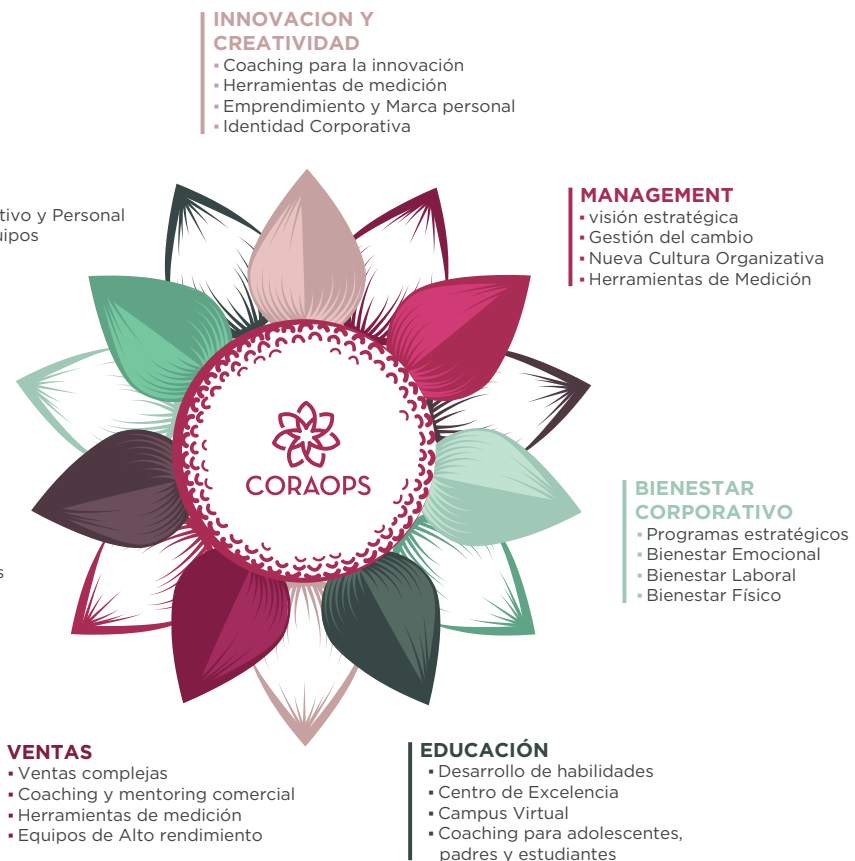 INNOVACION Y
CREATIVIDAD
▪ Coaching para la innovación
▪ Herramientas de medición
▪ Emprendimiento y Marca personal
▪ Identidad Corporativa
y Personal
MANAGEMENT
▪ visión estratégica
▪ Gestión del cambio
▪ Nueva Cultura Organizativa
▪ Herramientas de Medición
CORAOPS
BIENESTAR
CORPORATIVO
▪ Programas estratégicos
▪ Bienestar Emocional
▪ Bienestar Laboral
▪ Bienestar Físico
VENTAS
▪ Ventas complejas
▪ Coaching y mentoring comercial
▪ Herramientas de medición
▪ Equipos de Alto rendimiento
EDUCACIÓN
▪ Desarrollo de habilidades
▪ Centro de Excelencia
▪ Campus Virtual
▪ Coaching para adolescentes,
padres y estudiantes